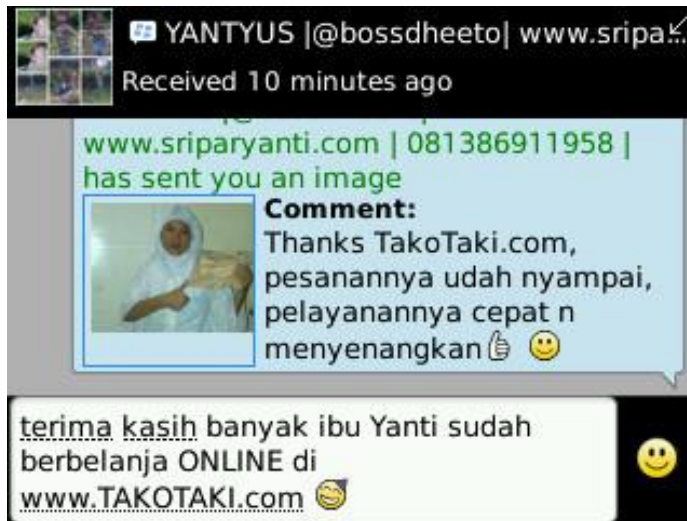 YANTYUS |@bossdheeto| www.sripa...
Received 10 minutes ago
www.sriparyanti.com | 081386911958 |
has sent you an image
Comment:
Thanks TakoTaki.com,
pesanannya udah nyampai,
pelayanannya cepat n
menyenangkan
terima kasih banyak ibu Yanti sudah
berbelanja ONLINE di
www.TAKOTAKI.com